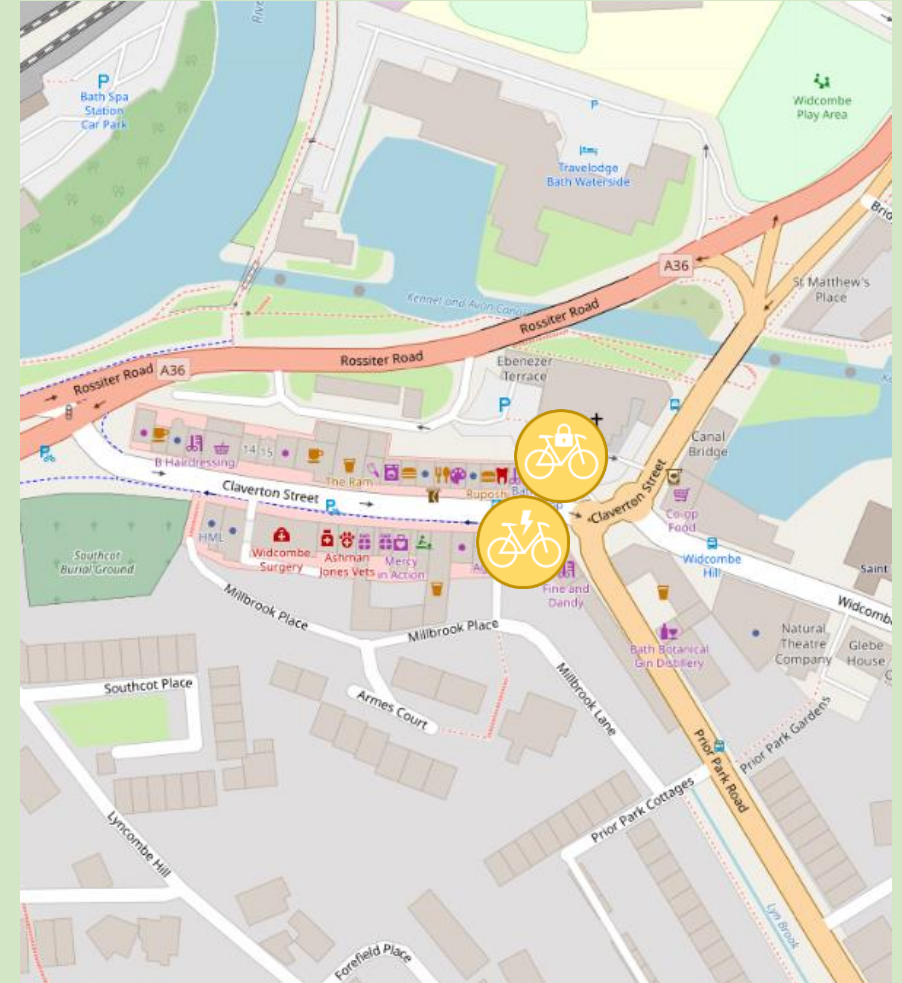 P
Bath Spa
Station
Car Park
P
Travelodge
Bath Waterside
Widcombe
Play Area
A36
St Matthew's
Place
Kennet and Avon Canal
Rossiter Road
Rossiter Road
Rossiter Road
A36
Ebenezer
Terrace
P
B Hairdressing
14-15
The Ram
Canal
Bridge
Claverton Street
Claverton Street
P
Co-op
Food
Widcombe
Hill
Saint
HML
Widcombe
Surgery
Ashman
Jones Vets
Mercy
in Action
Fine and
Dandy
Southcot
Burial Ground
Millbrook Place
Millbrook Place
Bath Botanical
Gin Distillery
Natural
Theatre
Company
Glebe
House
Southcot Place
Armes Court
Millbrook Lane
Prior Park Gardens
Prior Park Road
Prior Park Cottages
Lyncombe Hill
Lyn Brook
Forefield Place